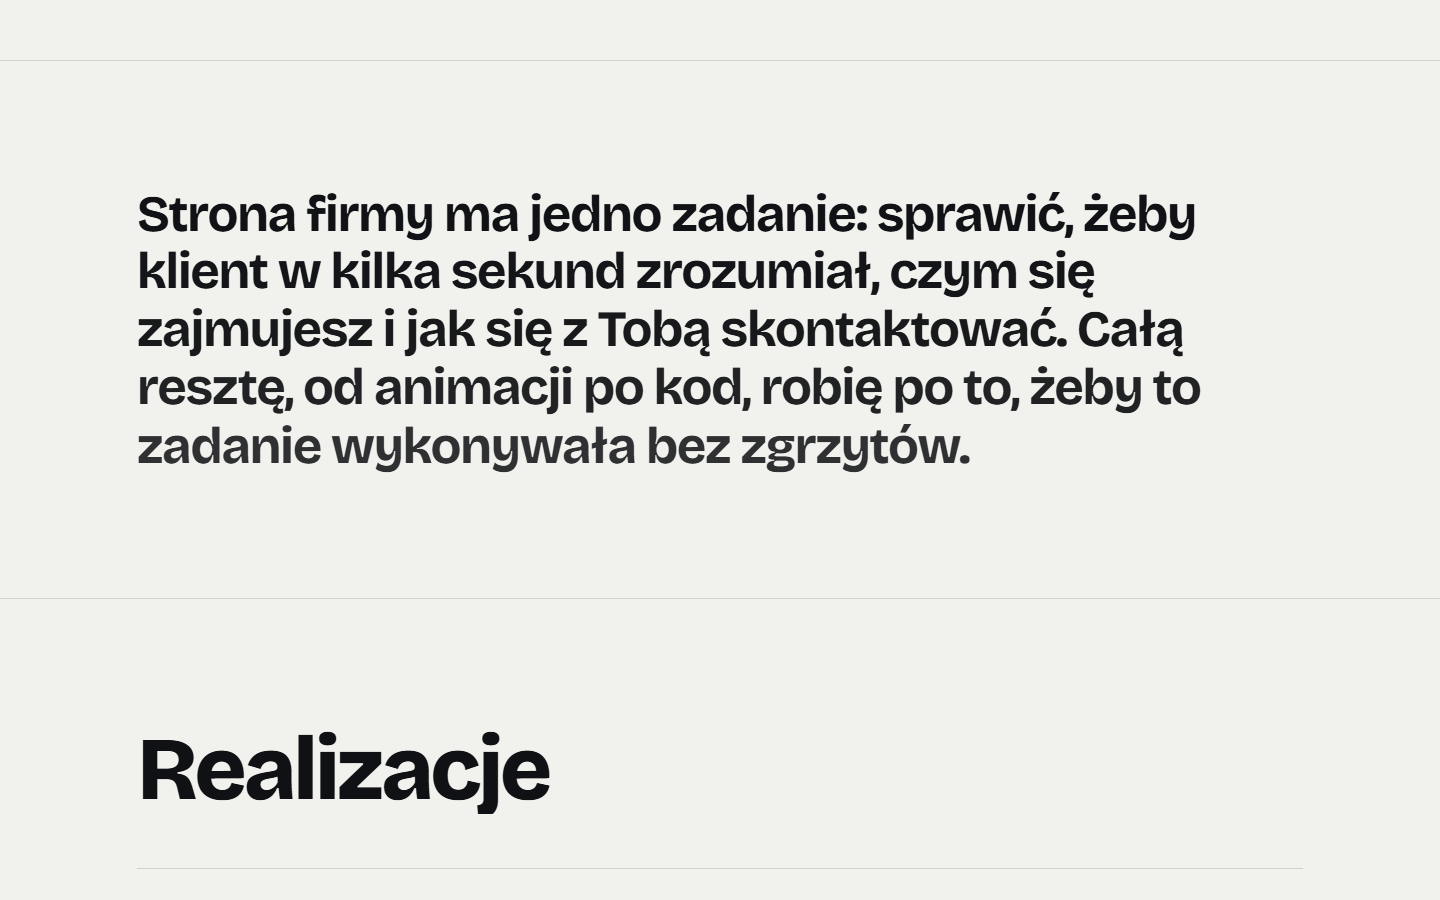 Strona firmy ma jedno zadanie: sprawić, żeby
klient w kilka sekund zrozumiał, czym się
zajmujesz i jak się z Tobą skontaktować. Całą
resztę, od animacji po kod, robię po to, żeby to
zadanie wykonywała bez zgrzytów.
Realizacje